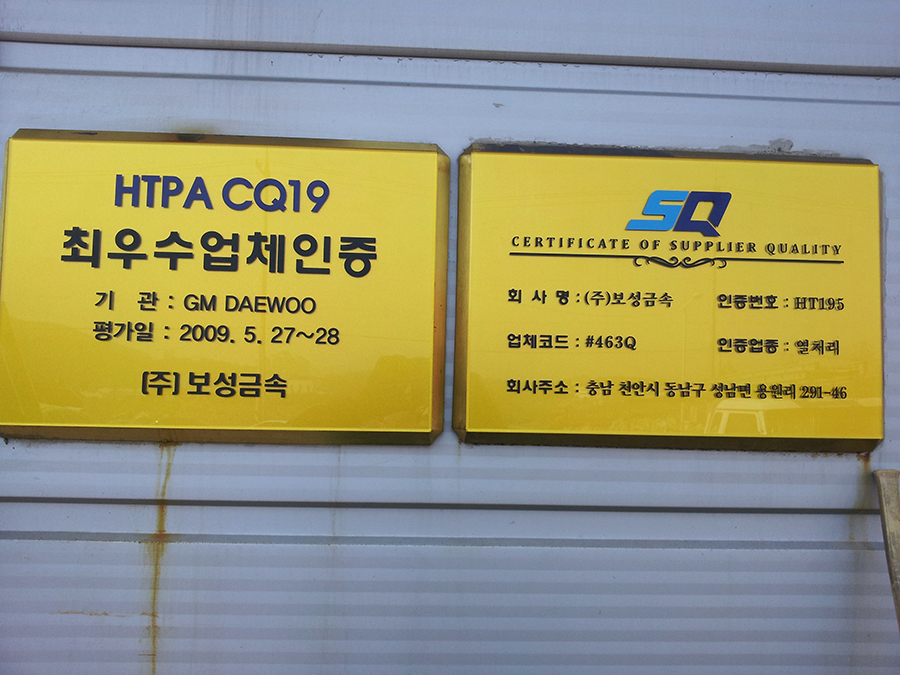 HTPA CQ19
최우수업체인증
기 관 : GM DAEWOO
평가일 : 2009. 5. 27~28
(주) 보성금속
SQ
CERTIFICATE OF SUPPLIER QUALITY
회 사 명 : (주)보성금속 인증번호 : HT195
업체코드 : #463Q 인증업종 : 열처리
회사주소 : 충남 천안시 동남구 성남면 용원리 291-46